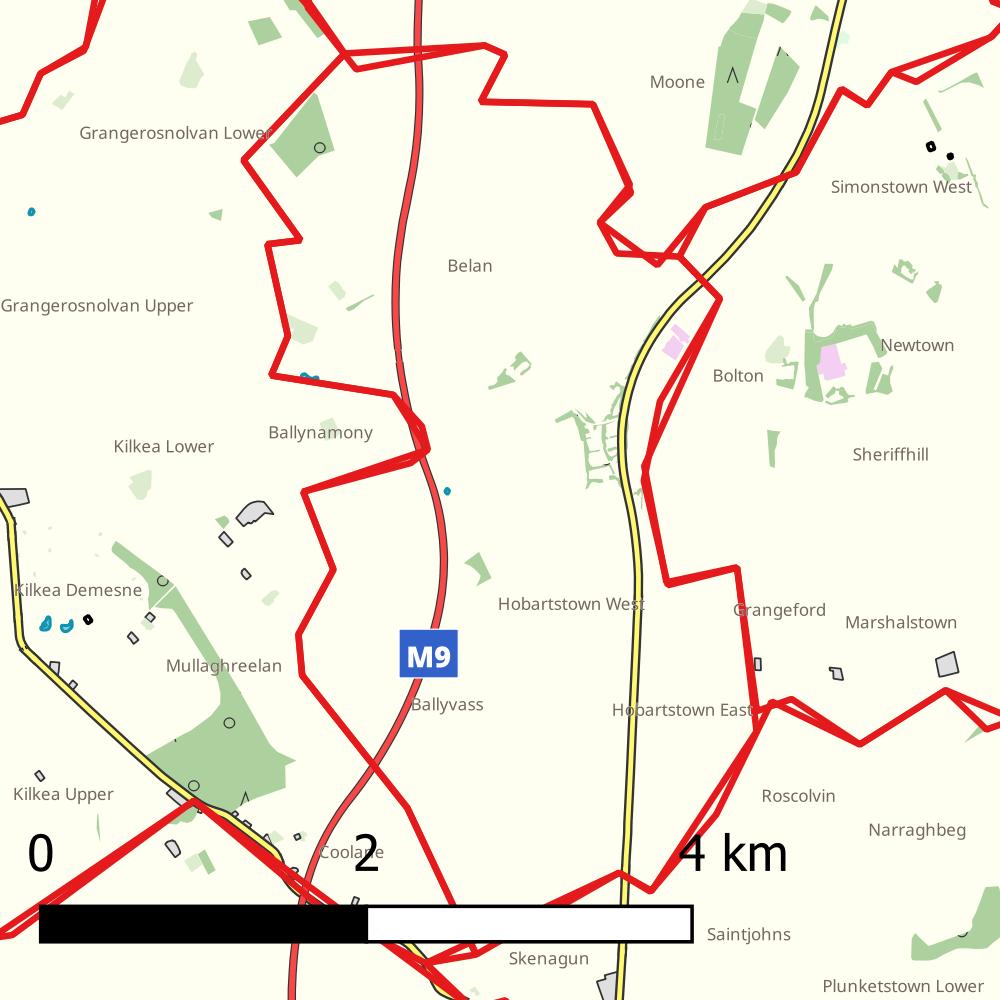 Moone
Grangerosnolvan Lower
Simonstown West
Belan
Grangerosnolvan Upper
Newtown
Bolton
Ballynamony
Kilkea Lower
Sheriffhill
Kilkea Demesne
Hobartstown West
Grangeford
Marshalstown
M9
Mullaghreelan
Ballyvass
Hobartstown East
Kilkea Upper
Roscolvin
Narraghbeg
Coolane
0 2 4 km
Saintjohns
Skenagun
Plunketstown Lower